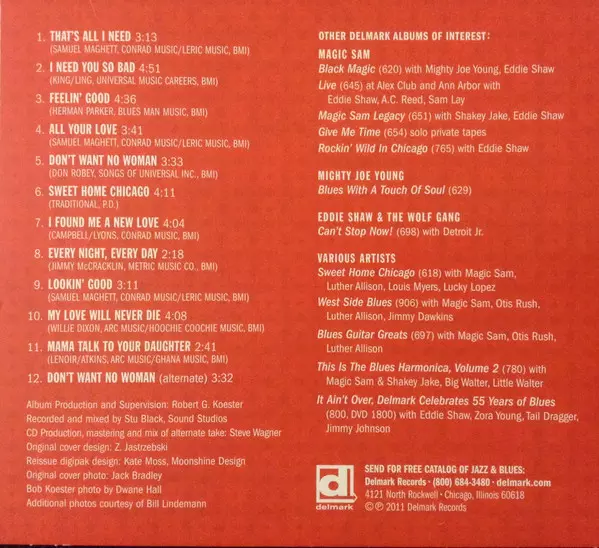 1. THAT'S ALL I NEED 3:13
(SAMUEL MAGHETT, CONRAD MUSIC/LERIC MUSIC, BMI)
2. I NEED YOU SO BAD 4:51
(KING/LING, UNIVERSAL MUSIC CAREERS, BMI)
3. FEELIN' GOOD 4:36
(HERMAN PARKER, BLUES MAN MUSIC, BMI)
4. ALL YOUR LOVE 3:41
(SAMUEL MAGHETT, CONRAD MUSIC/LERIC MUSIC, BMI)
5. DON'T WANT NO WOMAN 3:33
(DON ROBEY, SONGS OF UNIVERSAL INC., BMI)
6. SWEET HOME CHICAGO 4:11
(TRADITIONAL, P.D.)
7. I FOUND ME A NEW LOVE 4:04
(CAMPBELL/LYONS, CONRAD MUSIC, BMI)
8. EVERY NIGHT, EVERY DAY 2:18
(JIMMY McCRACKLIN, METRIC MUSIC CO., BMI)
9. LOOKIN' GOOD 3:11
(SAMUEL MAGHETT, CONRAD MUSIC/LERIC MUSIC, BMI)
10. MY LOVE WILL NEVER DIE 4:08
(WILLIE DIXON, ARC MUSIC/HOOCHIE COOCHIE MUSIC, BMI)
11. MAMA TALK TO YOUR DAUGHTER 2:41
(LENOIR/ATKINS, ARC MUSIC/GHANA MUSIC, BMI)
12. DON'T WANT NO WOMAN (alternate) 3:32
Album Production and Supervision: Robert G. Koester
Recorded and mixed by Stu Black, Sound Studios
CD Production, mastering and mix of alternate take: Steve Wagner
Original cover design: Z. Jastrzebski
Reissue digipak design: Kate Moss, Moonshine Design
Original cover photo: Jack Bradley
Bob Koester photo by Dwane Hall
Additional photos courtesy of Bill Lindemann
OTHER DELMARK ALBUMS OF INTEREST:
MAGIC SAM
Black Magic (620) with Mighty Joe Young, Eddie Shaw
Live (645) at Alex Club and Ann Arbor with
Eddie Shaw, A.C. Reed, Sam Lay
Magic Sam Legacy (651) with Shakey Jake, Eddie Shaw
Give Me Time (654) solo private tapes
Rockin' Wild In Chicago (765) with Eddie Shaw
MIGHTY JOE YOUNG
Blues With A Touch Of Soul (629)
EDDIE SHAW & THE WOLF GANG
Can't Stop Now! (698) with Detroit Jr.
VARIOUS ARTISTS
Sweet Home Chicago (618) with Magic Sam,
Luther Allison, Louis Myers, Lucky Lopez
West Side Blues (906) with Magic Sam, Otis Rush,
Luther Allison, Jimmy Dawkins
Blues Guitar Greats (697) with Magic Sam, Otis Rush,
Luther Allison
This Is The Blues Harmonica, Volume 2 (780) with
Magic Sam & Shakey Jake, Big Walter, Little Walter
It Ain't Over, Delmark Celebrates 55 Years of Blues
(800, DVD 1800) with Eddie Shaw, Zora Young, Tail Dragger,
Jimmy Johnson
d
delmark
SEND FOR FREE CATALOG OF JAZZ & BLUES:
Delmark Records • (800) 684-3480 • delmark.com
4121 North Rockwell • Chicago, Illinois 60618
©℗ 2011 Delmark Records